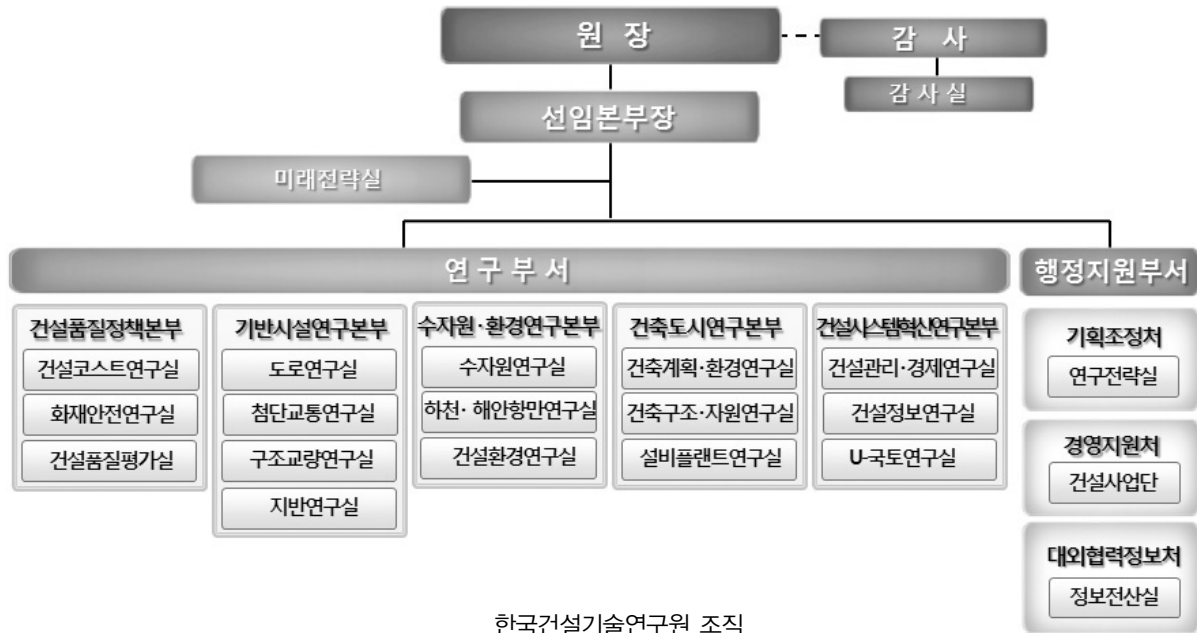 원 장
감 사
감 사 실
선임본부장
미래전략실
연 구 부 서
행정지원부서
건설품질정책본부
건설코스트연구실
화재안전연구실
건설품질평가실
기반시설연구본부
도로연구실
첨단교통연구실
구조교량연구실
지반연구실
수자원·환경연구본부
수자원연구실
하천· 해안항만연구실
건설환경연구실
건축도시연구본부
건축계획·환경연구실
건축구조·자원연구실
설비플랜트연구실
건설시스템혁신연구본부
건설관리·경제연구실
건설정보연구실
U-국토연구실
기획조정처
연구전략실
경영지원처
건설사업단
대외협력정보처
정보전산실
한국건설기술연구원 조직